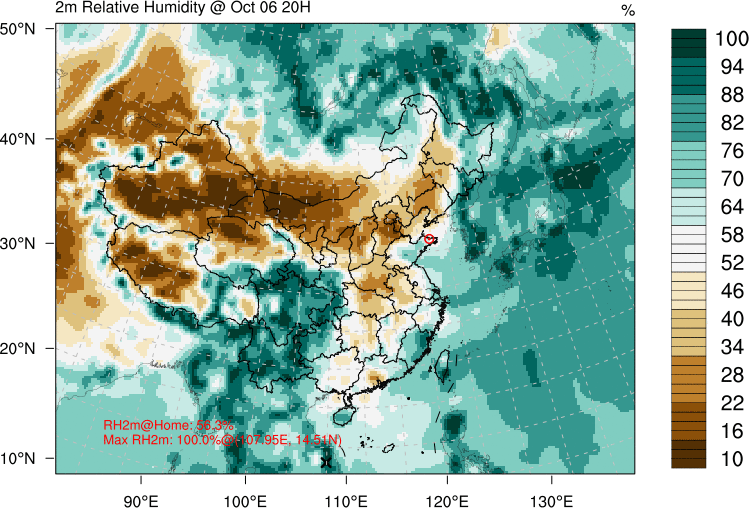 2m Relative Humidity @ Oct 06 20H
%
50°N
40°N
30°N
20°N
10°N
80°E
100°E
110°E
120°E
130°E
RH2m@Home: 56.3%
Max RH2m: 100.0%@(107.95E, 14.51N)
100
94
88
82
76
70
64
58
52
46
40
34
28
22
16
10